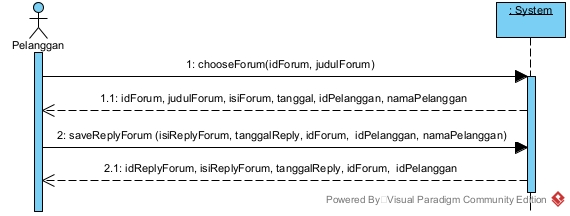 : System
Pelanggan
1: chooseForum(idForum, judulForum)
1.1: idForum, judulForum, isiForum, tanggal, idPelanggan, namaPelanggan
2: saveReplyForum (isiReplyForum, tanggalReply, idForum, idPelanggan, namaPelanggan)
2.1: idReplyForum, isiReplyForum, tanggalReply, idForum, idPelanggan
Powered By Visual Paradigm Community Edition